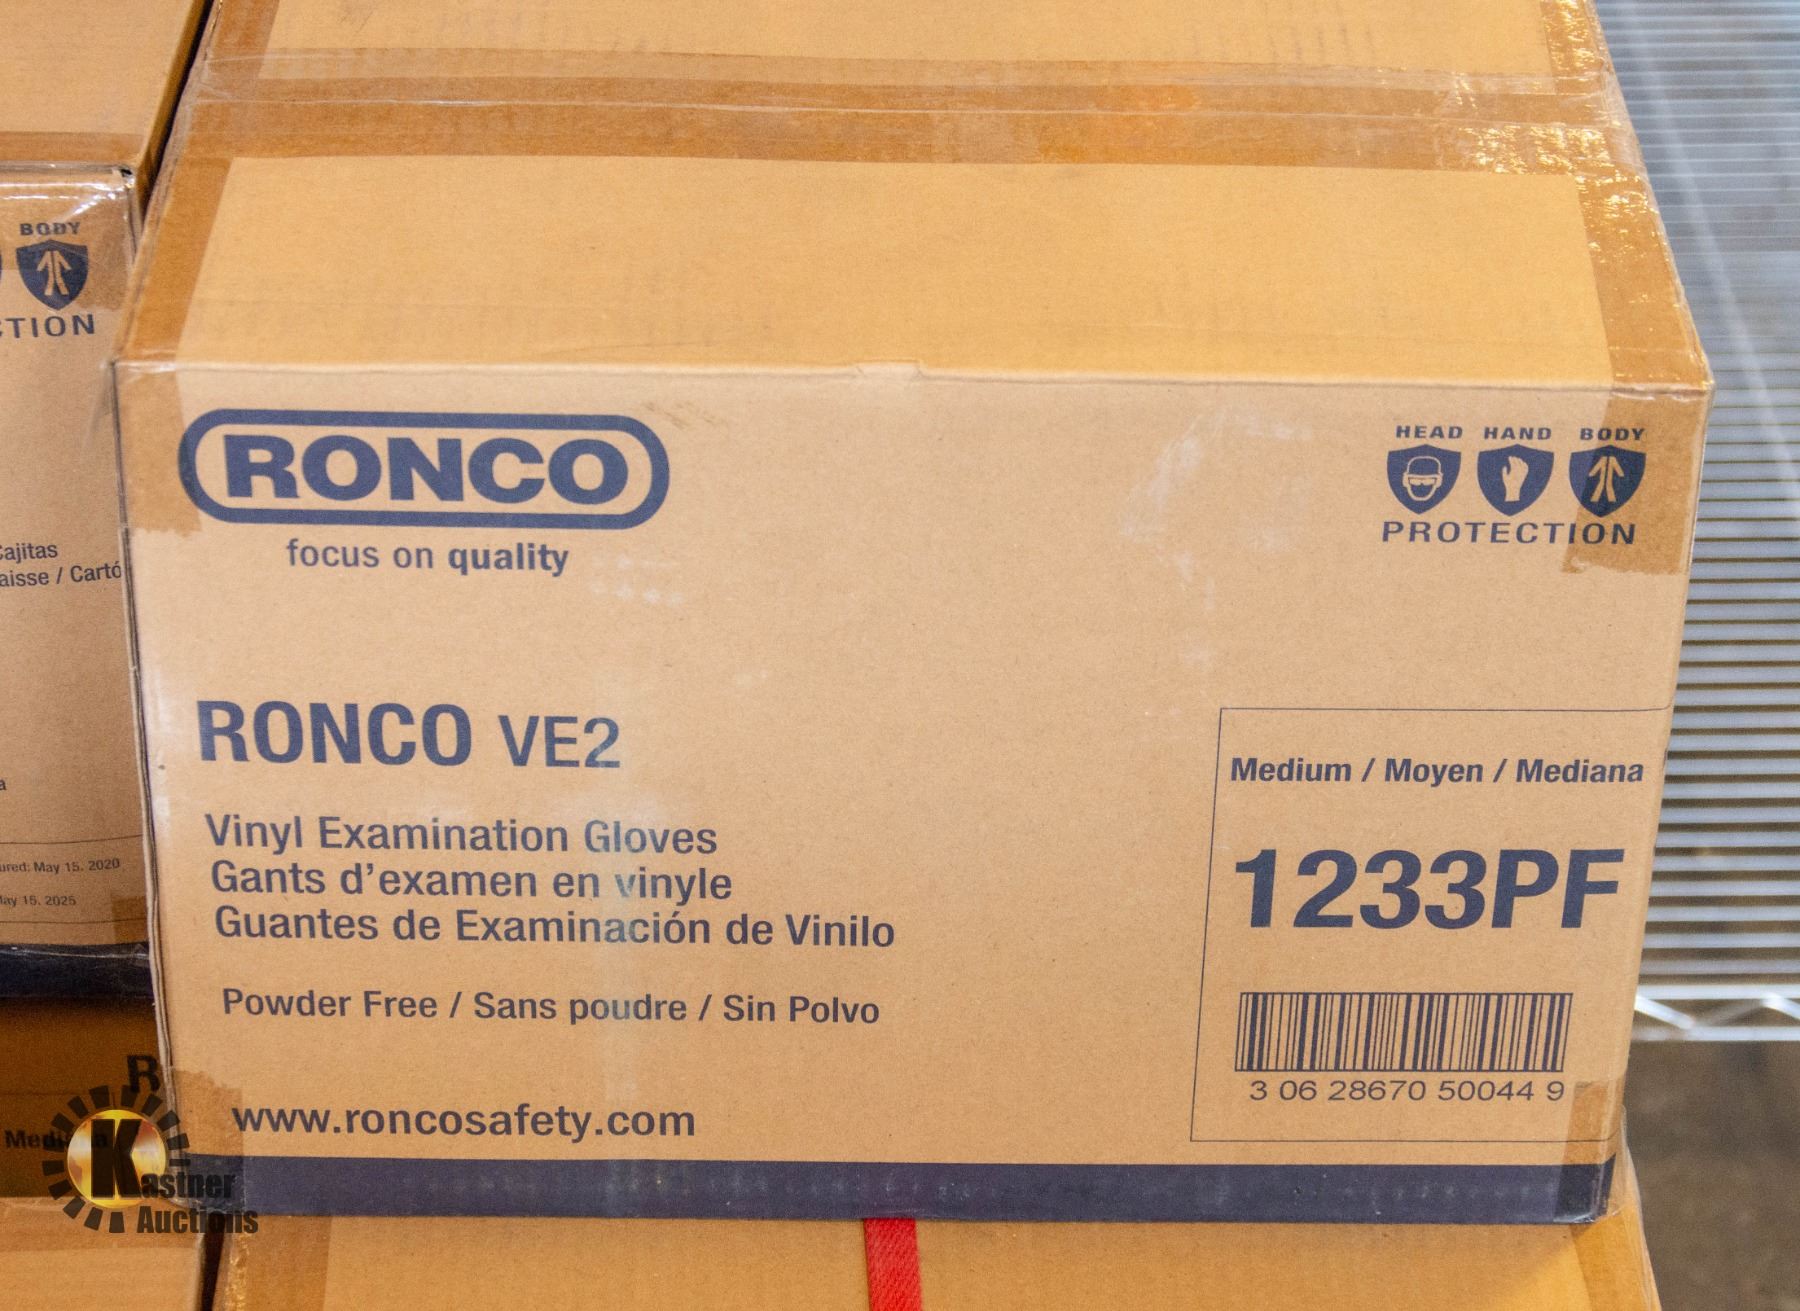 BODY
TION
Cajitas
Caisse / Cartó
May 15. 2020
May 15. 2025
RONCO
focus on quality
HEAD HAND BODY
PROTECTION
RONCO VE2
Vinyl Examination Gloves
Gants d'examen en vinyle
Guantes de Examinación de Vinilo
Powder Free / Sans poudre / Sin Polvo
www.roncosafety.com
Medium / Moyen / Mediana
1233PF
3 06 28670 50044 9
R
Kastner
Auctions